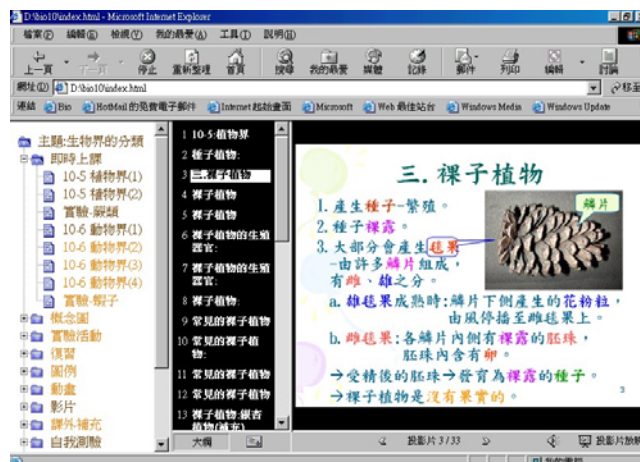 D:\bio10\index.html - Microsoft Internet Explorer
檔案(F) 編輯(E) 檢視(V) 我的最愛(A) 工具(T) 說明(H)
上一頁 下一頁 停止 重新整理 首頁 搜尋 我的最愛 媒體 記錄 郵件 列印 編輯 討論
網址(D) D:\bio10\index.html 移至
連結 Bio HotMail 的免費電子郵件 Internet 起始畫面 Microsoft Web 最佳站台 Windows Media Windows Update
主題:生物界的分類
即時上課
10-5 植物界(1)
10-5 植物界(2)
實驗-蕨類
10-6 動物界(1)
10-6 動物界(2)
10-6 動物界(3)
10-6 動物界(4)
實驗-蝦子
概念圖
實驗活動
復習
圖例
動畫
影片
課外補充
自我測驗
1 10-5:植物界
2 種子植物:
3 三.裸子植物
4 裸子植物
5 裸子植物
6 裸子植物的生殖
器官:
7 裸子植物的生殖
器官:
8 裸子植物:
9 常見的裸子植物
10 常見的裸子植
物:
11 常見的裸子植物
12 常見的裸子植物
13 裸子植物:銀杏
植物(補充)
大綱
三. 裸子植物
鱗片
1. 產生種子-繁殖。
2. 種子裸露。
3. 大部分會產生毬果
-由許多鱗片組成,
有雌、雄之分。
a. 雄毬果成熟時:鱗片下側產生的花粉粒,
由風傳播至雌毬果上。
b. 雌毬果:各鱗片內側有裸露的胚珠,
胚珠內含有卵。
→受精後的胚珠→發育為裸露的種子。
→裸子植物是沒有果實的。
3
投影片 3 / 33
投影片放映